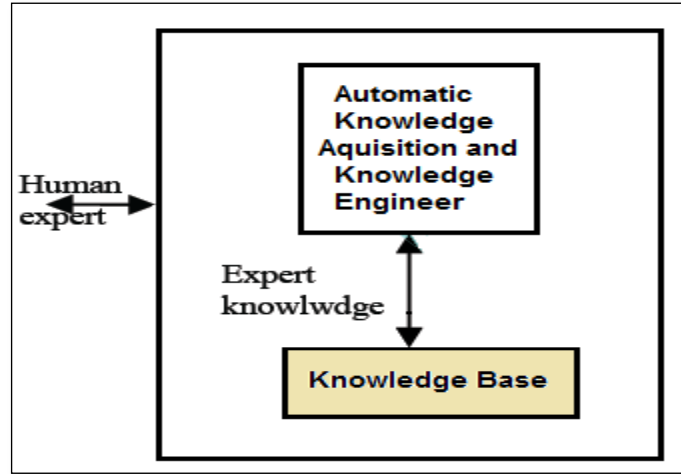 Automatic
Knowledge
Aquisition and
Knowledge
Engineer
Human
expert
Expert
knowlwdge
Knowledge Base